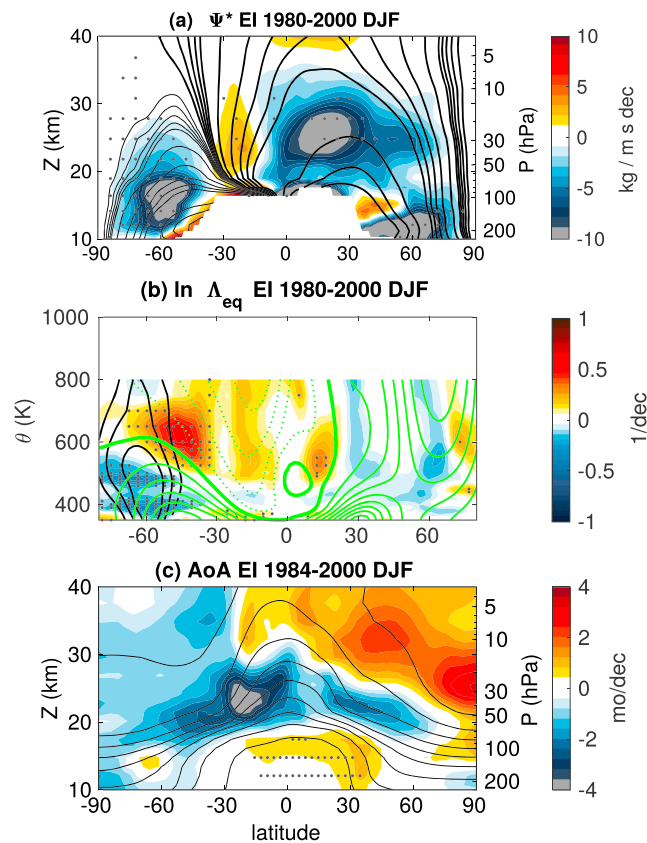 (a) Ψ* EI 1980-2000 DJF
Z (km)
40
30
20
10
-90 -60 -30 0 30 60 90
5
10
30
50
100
200
P (hPa)
10
5
0
-5
-10
kg / m s dec
(b) ln Λeq EI 1980-2000 DJF
θ (K)
1000
800
600
400
-60 -30 0 30 60
1
0.5
0
-0.5
-1
1/dec
(c) AoA EI 1984-2000 DJF
Z (km)
40
30
20
10
-90 -60 -30 0 30 60 90
latitude
5
10
30
50
100
200
P (hPa)
4
2
0
-2
-4
mo/dec